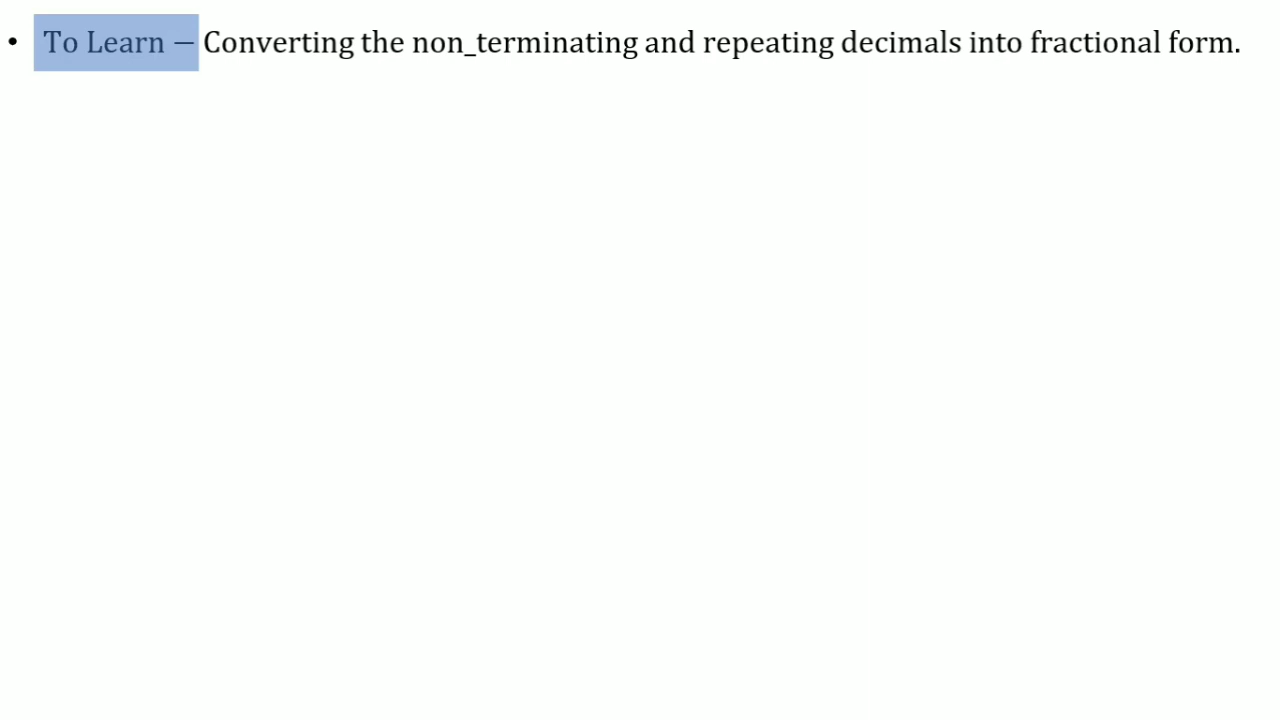 • To Learn — Converting the non_terminating and repeating decimals into fractional form.